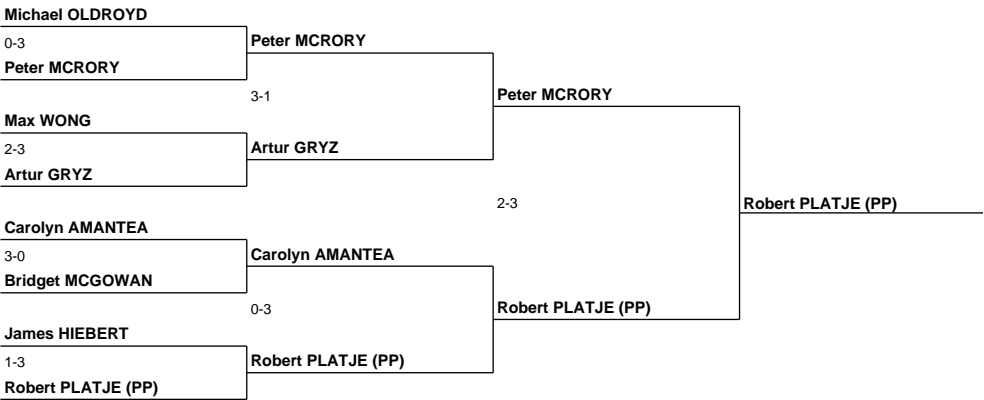 Michael OLDROYD
0-3
Peter MCRORY
Peter MCRORY
3-1
Peter MCRORY
Max WONG
2-3
Artur GRYZ
Artur GRYZ
2-3
Robert PLATJE (PP)
Carolyn AMANTEA
3-0
Carolyn AMANTEA
Bridget MCGOWAN
0-3
Robert PLATJE (PP)
James HIEBERT
1-3
Robert PLATJE (PP)
Robert PLATJE (PP)